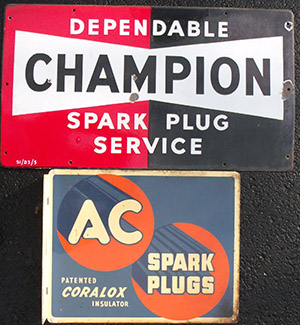 DEPENDABLE
CHAMPION
SPARK PLUG
SERVICE
AC
SPARK
PLUGS
PATENTED
CORALOX
INSULATOR